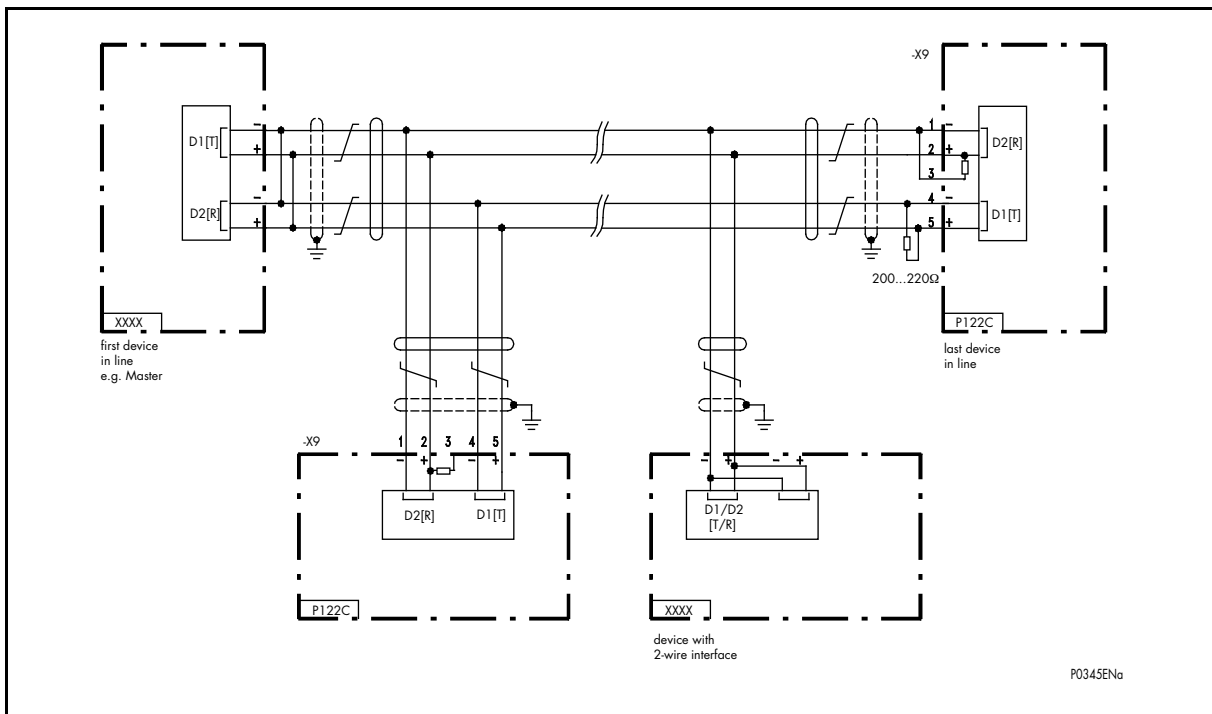 -X9
D1[T]
-
+
D2[R]
-
+
1 -
2 +
3
4 -
5 +
D2[R]
D1[T]
200...220Ω
XXXX
first device
in line
e.g. Master
P122C
last device
in line
-X9
1 2 3 4 5
- + - +
D2[R] D1[T]
P122C
- + - +
D1/D2
[T/R]
XXXX
device with
2-wire interface
P0345ENa